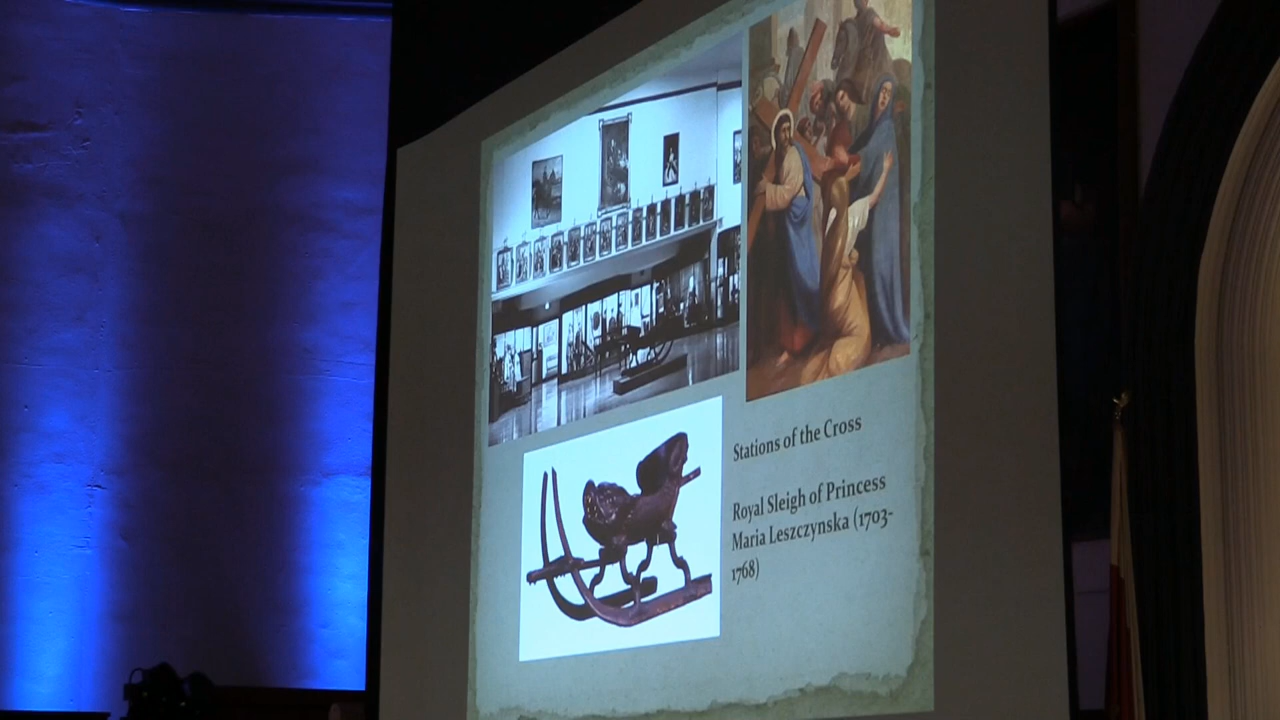 Stations of the Cross
Royal Sleigh of Princess
Maria Leszczynska (1703-
1768)